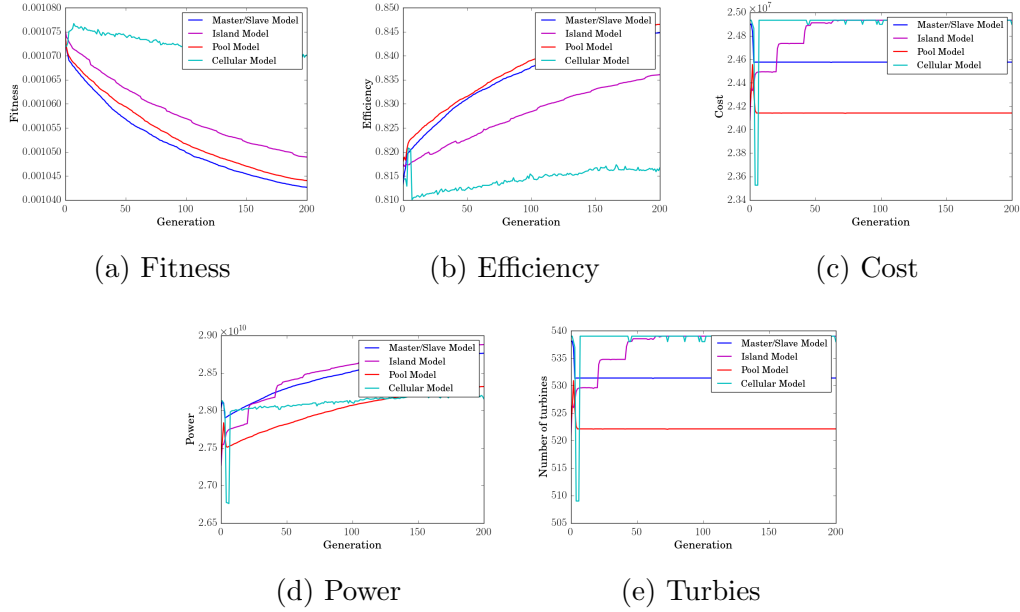 0.001080
0.001075
0.001070
0.001065
0.001060
0.001055
0.001050
0.001045
0.001040
Fitness
0 50 100 150 200
Generation
Master/Slave Model
Island Model
Pool Model
Cellular Model
(a) Fitness
0.850
0.845
0.840
0.835
0.830
0.825
0.820
0.815
0.810
Efficiency
0 50 100 150 200
Generation
Master/Slave Model
Island Model
Pool Model
Cellular Model
(b) Efficiency
×10⁷
2.50
2.48
2.46
2.44
2.42
2.40
2.38
2.36
2.34
Cost
0 50 100 150 200
Generation
Master/Slave Model
Island Model
Pool Model
Cellular Model
(c) Cost
×10¹⁰
2.90
2.85
2.80
2.75
2.70
2.65
Power
0 50 100 150 200
Generation
Master/Slave Model
Island Model
Pool Model
Cellular Model
(d) Power
540
535
530
525
520
515
510
505
Number of turbines
0 50 100 150 200
Generation
Master/Slave Model
Island Model
Pool Model
Cellular Model
(e) Turbies